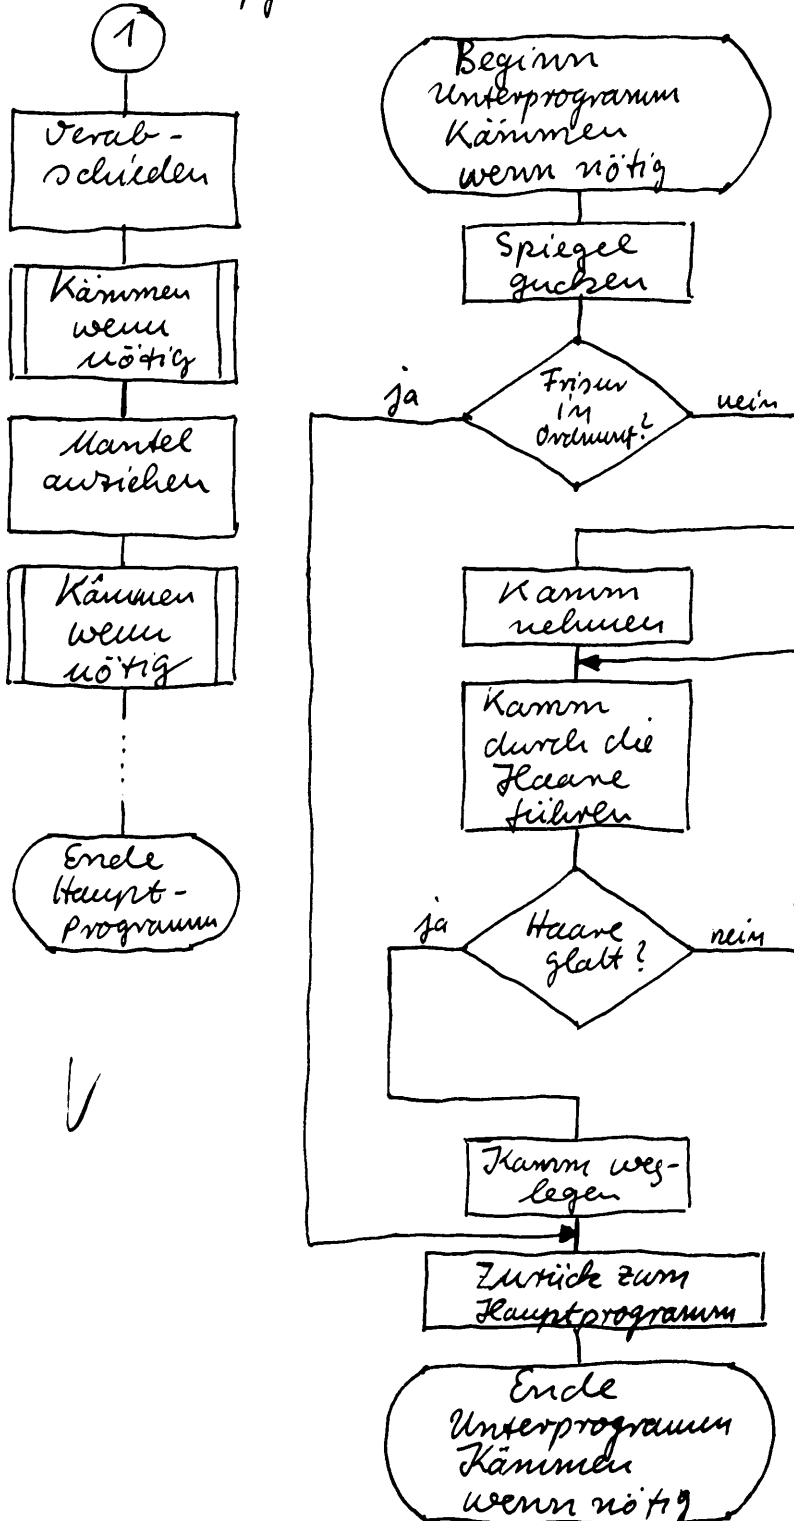 1
Verab-
schieden
Kämmen
wenn
nötig
Mantel
anziehen
Kämmen
wenn
nötig
Ende
Haupt-
programm
Beginn
Unterprogramm
Kämmen
wenn nötig
Spiegel
gucken
Frisur
in
Ordnung?
ja
nein
Kamm
nehmen
Kamm
durch die
Haare
führen
Haare
glatt?
ja
nein
Kamm weg-
legen
Zurück zum
Hauptprogramm
Ende
Unterprogramm
Kämmen
wenn nötig